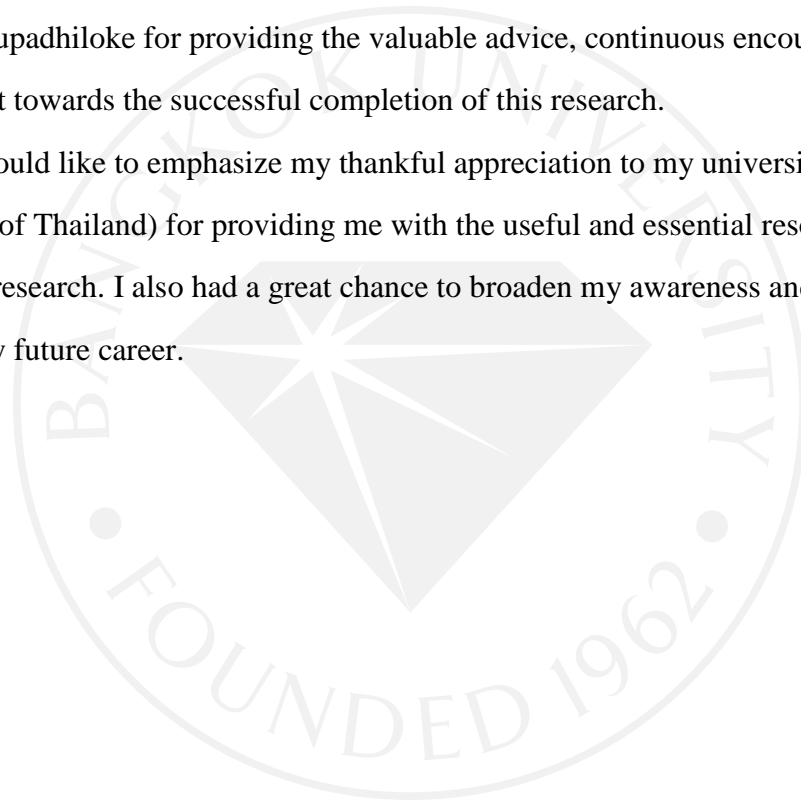 upadhiloke for providing the valuable advice, continuous encou
t towards the successful completion of this research.
ould like to emphasize my thankful appreciation to my universi
of Thailand) for providing me with the useful and essential res
research. I also had a great chance to broaden my awareness an
y future career.
BANGKOK UNIVERSITY
FOUNDED 1962